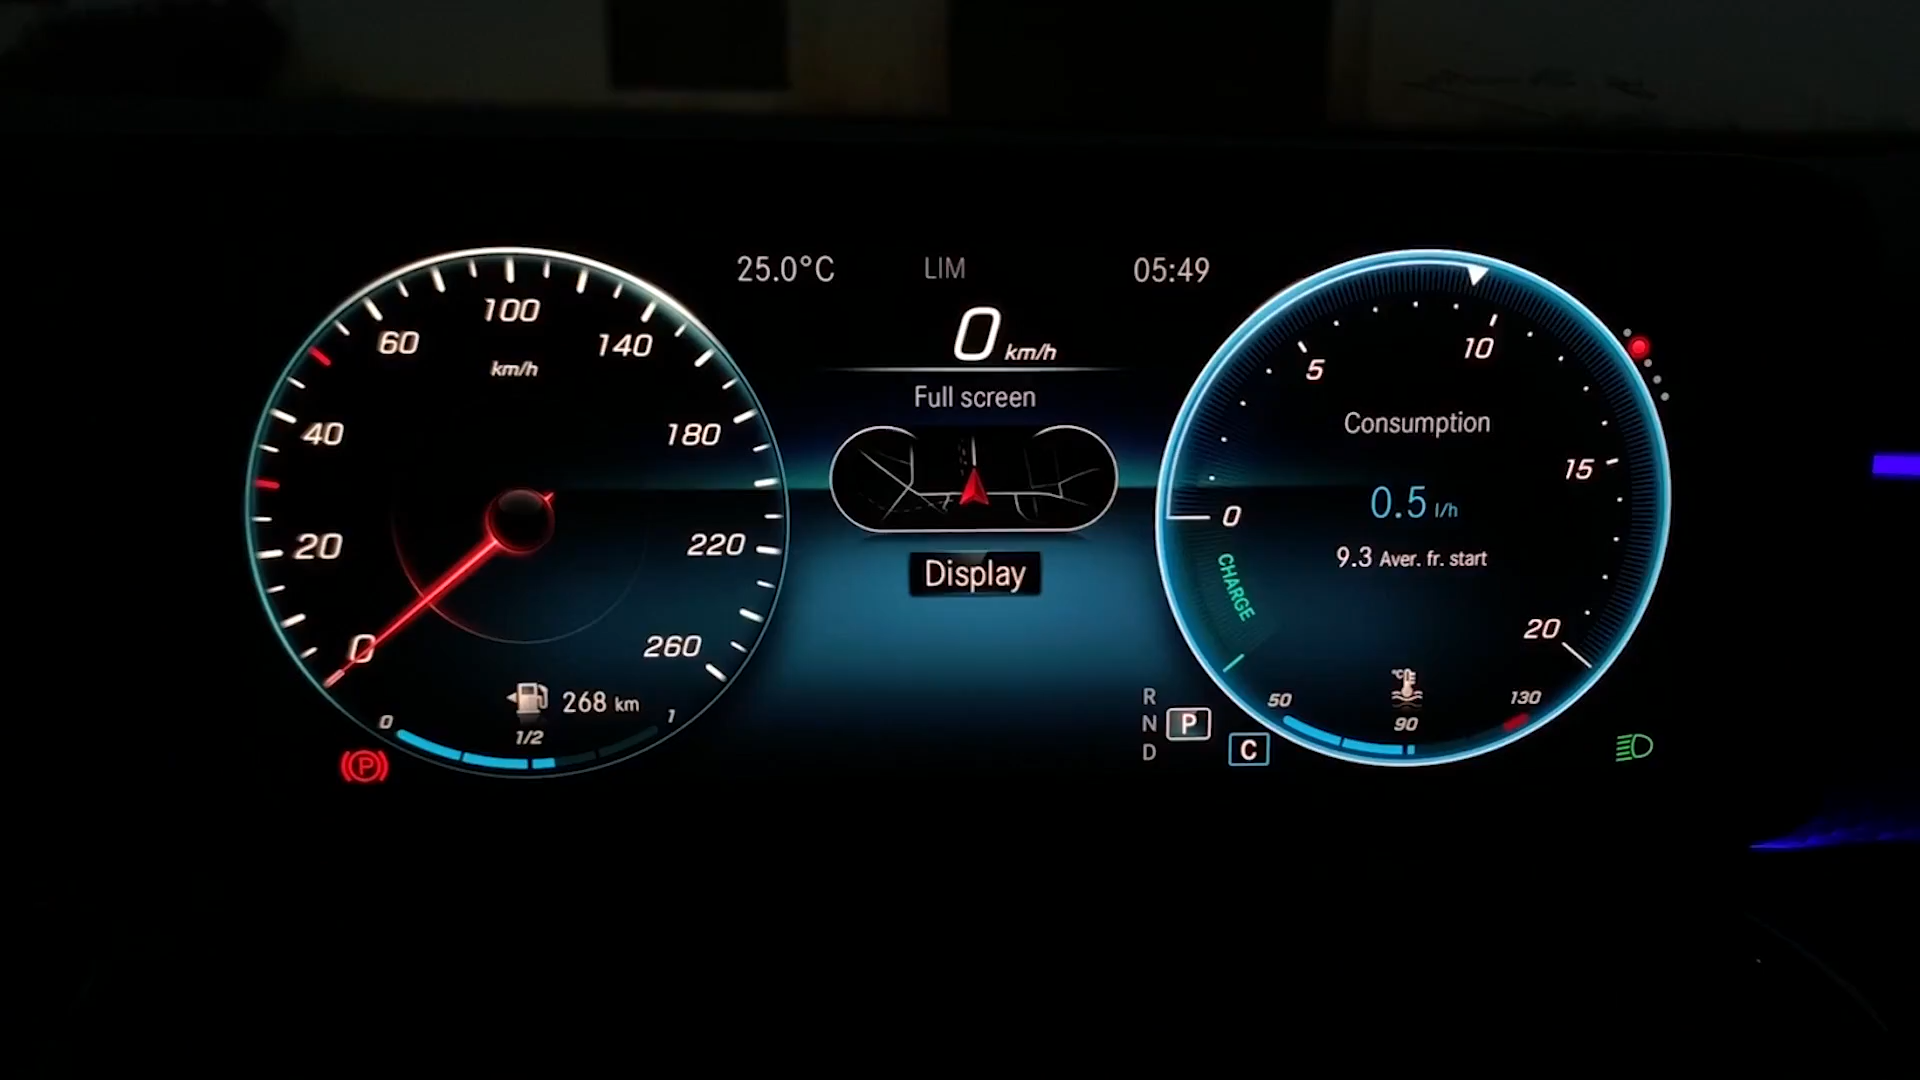 25.0°C
LIM
05:49
0 km/h
Full screen
Display
0
20
40
60
100
140
180
220
260
km/h
268 km
0
1/2
1
P
0
5
10
15
20
Consumption
0.5 l/h
9.3 Aver. fr. start
CHARGE
°C
50
90
130
R
N
D
P
C